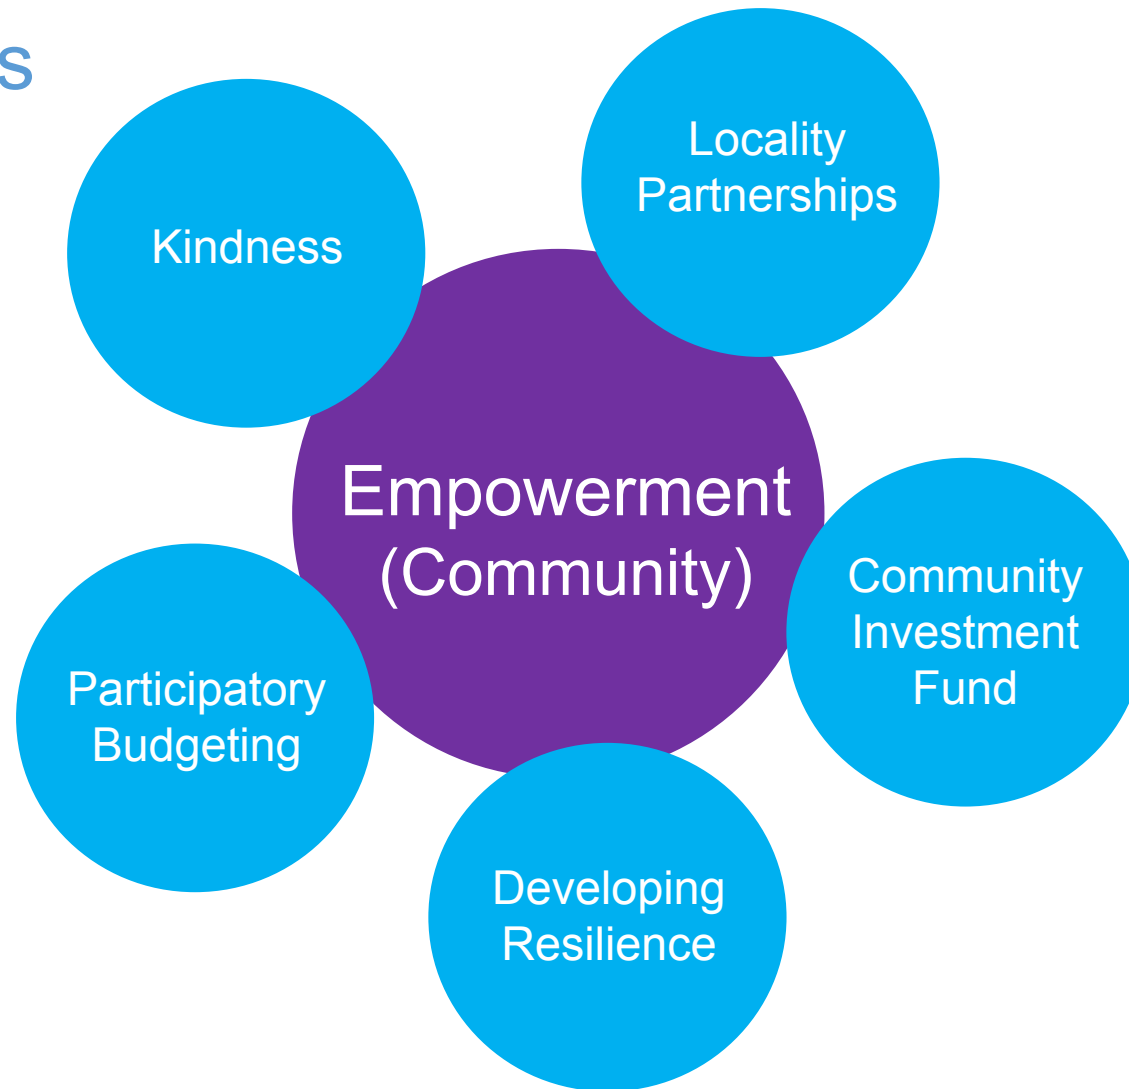 s
Locality
Partnerships
Kindness
Empowerment
(Community)
Community
Investment
Fund
Participatory
Budgeting
Developing
Resilience